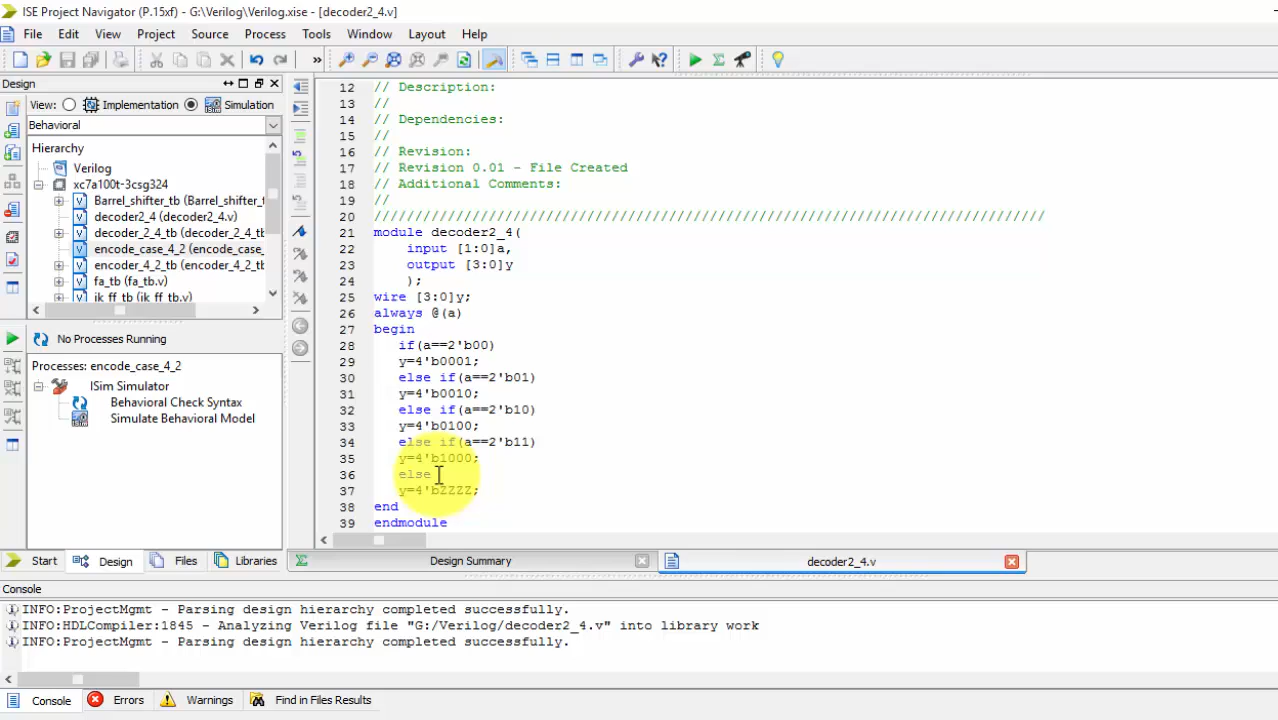 ISE Project Navigator (P.15xf) - G:\Verilog\Verilog.xise - [decoder2_4.v]
File Edit View Project Source Process Tools Window Layout Help
Design
View: Implementation Simulation
Behavioral
Hierarchy
Verilog
xc7a100t-3csg324
Barrel_shifter_tb (Barrel_shifter_t
decoder2_4 (decoder2_4.v)
decoder_2_4_tb (decoder_2_4_tb
encode_case_4_2 (encode_case_
encoder_4_2_tb (encoder_4_2_tb
fa_tb (fa_tb.v)
jk_ff_tb (jk_ff_tb.v)
No Processes Running
Processes: encode_case_4_2
ISim Simulator
Behavioral Check Syntax
Simulate Behavioral Model
12 // Description:
13 //
14 // Dependencies:
15 //
16 // Revision:
17 // Revision 0.01 - File Created
18 // Additional Comments:
19 //
20 //////////////////////////////////////////////////////////////////////////////////
21 module decoder2_4(
22 input [1:0]a,
23 output [3:0]y
24 );
25 wire [3:0]y;
26 always @(a)
27 begin
28 if(a==2'b00)
29 y=4'b0001;
30 else if(a==2'b01)
31 y=4'b0010;
32 else if(a==2'b10)
33 y=4'b0100;
34 else if(a==2'b11)
35 y=4'b1000;
36 else
37 y=4'bZZZZ;
38 end
39 endmodule
Start Design Files Libraries
Design Summary
decoder2_4.v
Console
INFO:ProjectMgmt - Parsing design hierarchy completed successfully.
INFO:HDLCompiler:1845 - Analyzing Verilog file "G:/Verilog/decoder2_4.v" into library work
INFO:ProjectMgmt - Parsing design hierarchy completed successfully.
Console Errors Warnings Find in Files Results